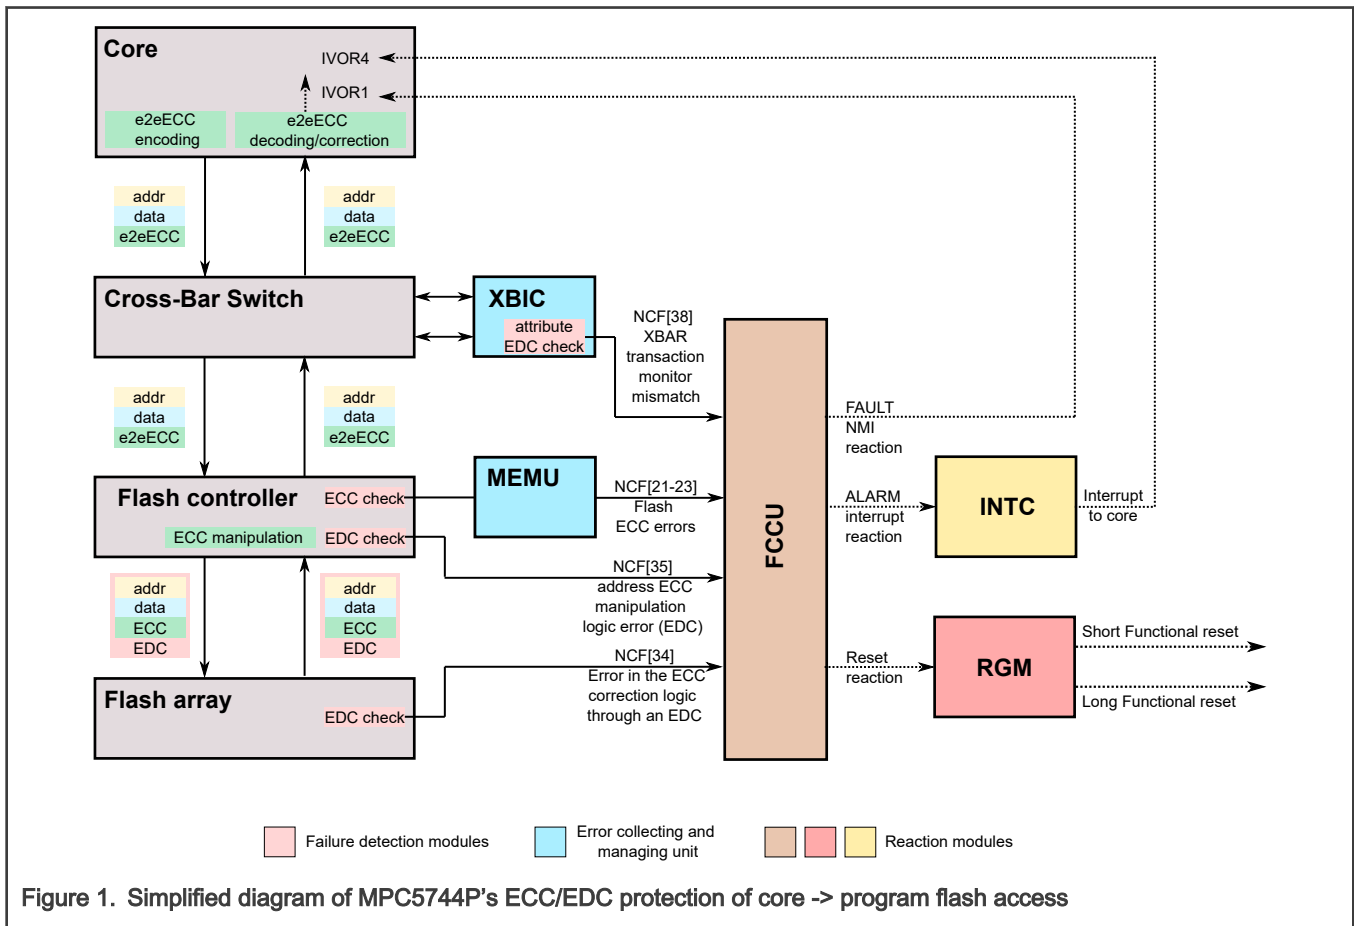 Core
IVOR4
IVOR1
e2eECC
encoding
e2eECC
decoding/correction
addr
data
e2eECC
addr
data
e2eECC
Cross-Bar Switch
XBIC
attribute
EDC check
NCF[38]
XBAR
transaction
monitor
mismatch
addr
data
e2eECC
addr
data
e2eECC
FAULT
NMI
reaction
Flash controller
ECC check
ECC manipulation
EDC check
MEMU
NCF[21-23]
Flash
ECC errors
FCCU
ALARM
interrupt
reaction
INTC
Interrupt
to core
addr
data
ECC
EDC
addr
data
ECC
EDC
NCF[35]
address ECC
manipulation
logic error (EDC)
Flash array
EDC check
NCF[34]
Error in the ECC
correction logic
through an EDC
Reset
reaction
RGM
Short Functional reset
Long Functional reset
Failure detection modules
Error collecting and
managing unit
Reaction modules
Figure 1. Simplified diagram of MPC5744P's ECC/EDC protection of core -> program flash access